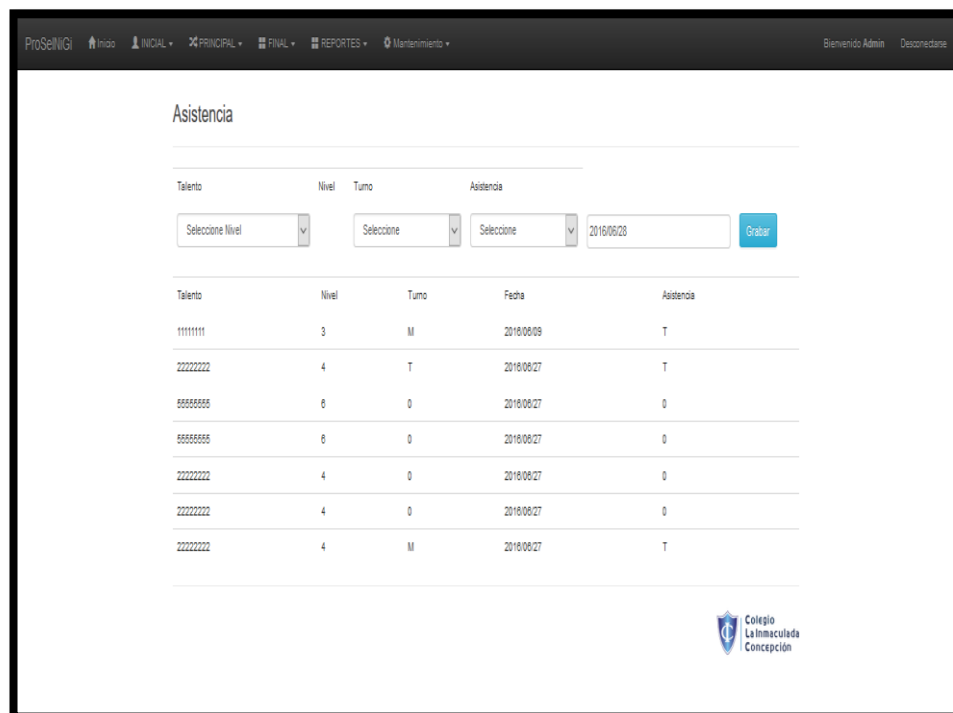 ProSelNiGi Inicio INICIAL PRINCIPAL FINAL REPORTES Mantenimiento Bienvenido Admin Desconectarse
Asistencia
Talento Nivel Turno Asistencia
Seleccione Nivel Seleccione Seleccione 2016/06/28 Grabar
Talento Nivel Turno Fecha Asistencia
11111111 3 M 2016/06/09 T
22222222 4 T 2016/06/27 T
55555555 6 0 2016/06/27 0
55555555 6 0 2016/06/27 0
22222222 4 0 2016/06/27 0
22222222 4 0 2016/06/27 0
22222222 4 M 2016/06/27 T
Colegio
La Inmaculada
Concepción